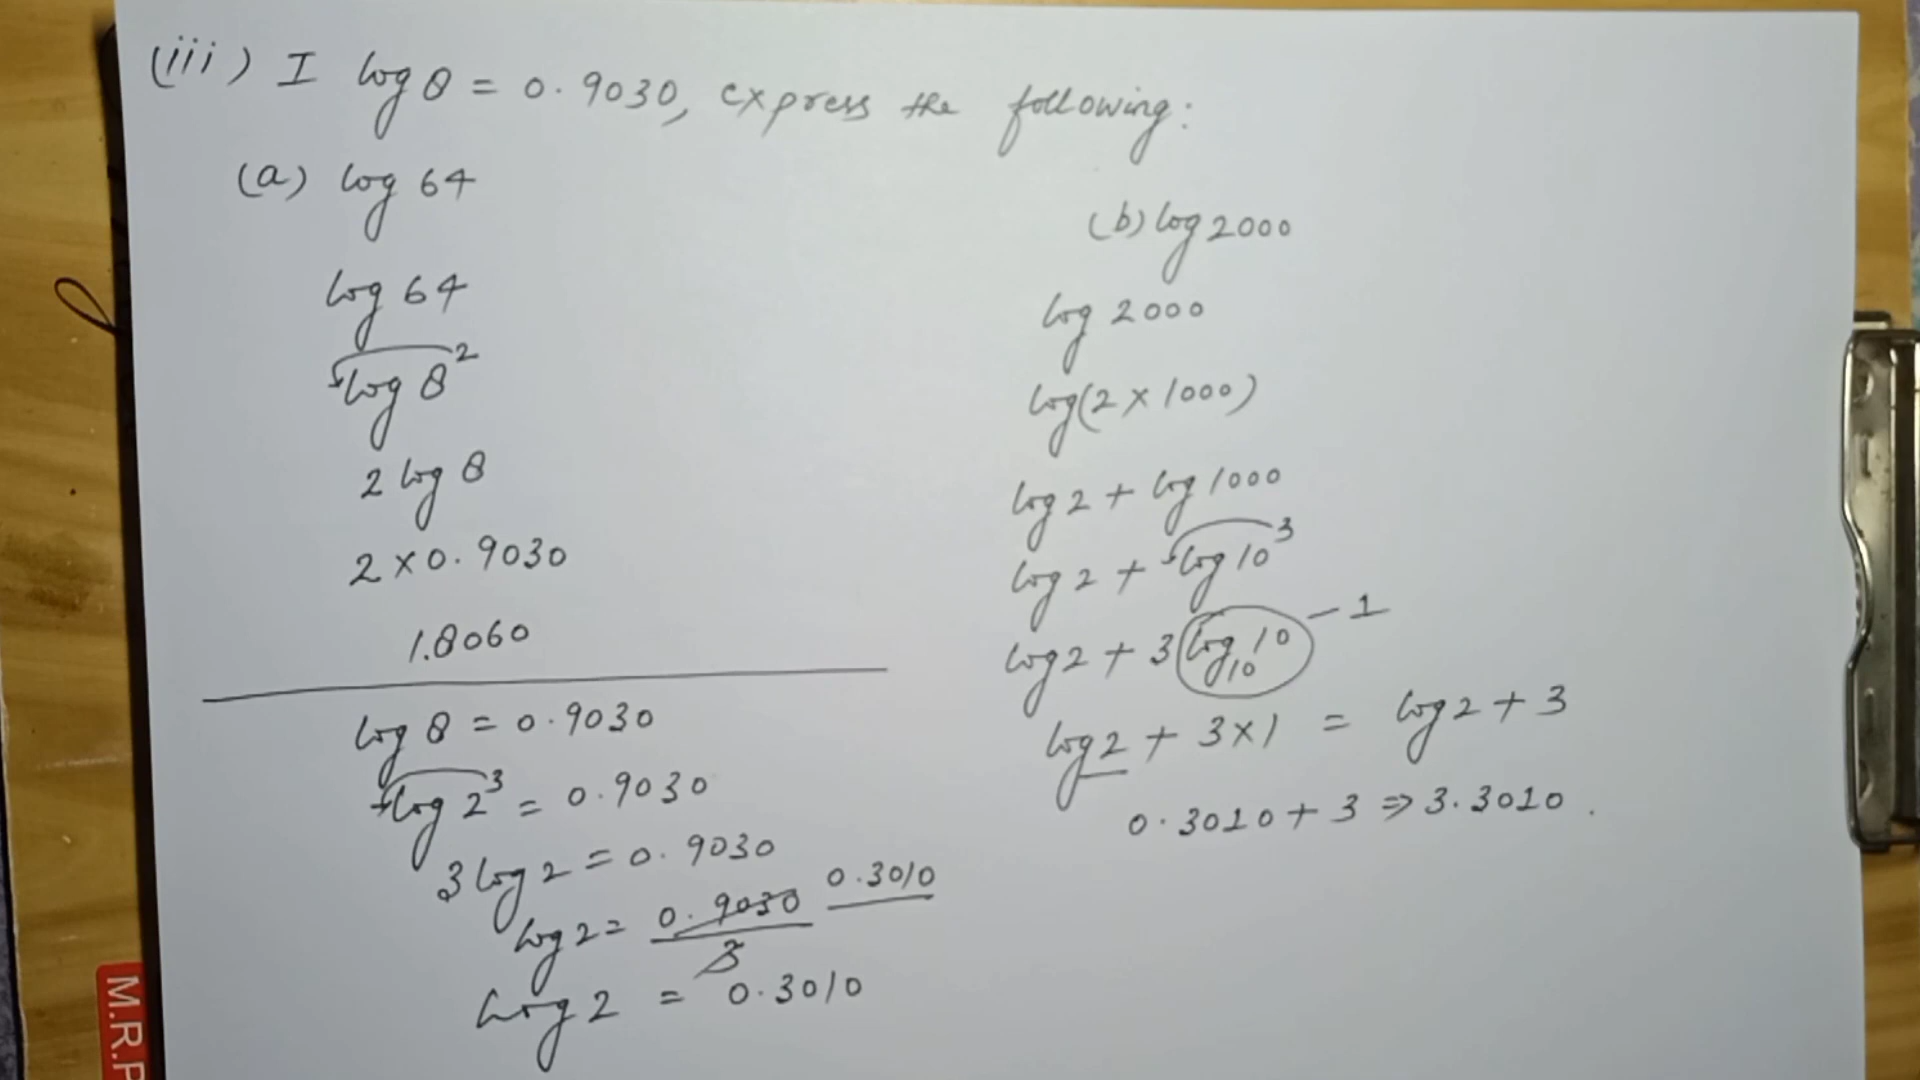 (iii) I log 8 = 0.9030, express the following:
(a) log 64
log 64
log 8²
2 log 8
2 × 0.9030
1.8060
log 8 = 0.9030
log 2³ = 0.9030
3 log 2 = 0.9030
log 2 = 0.9030/3 0.3010
log 2 = 0.3010
(b) log 2000
log 2000
log(2 × 1000)
log 2 + log 1000
log 2 + log 10³
log 2 + 3 log₁₀ 10 – 1
log 2 + 3×1 = log 2 + 3
0.3010 + 3 ⇒ 3.3010.
M.R.P